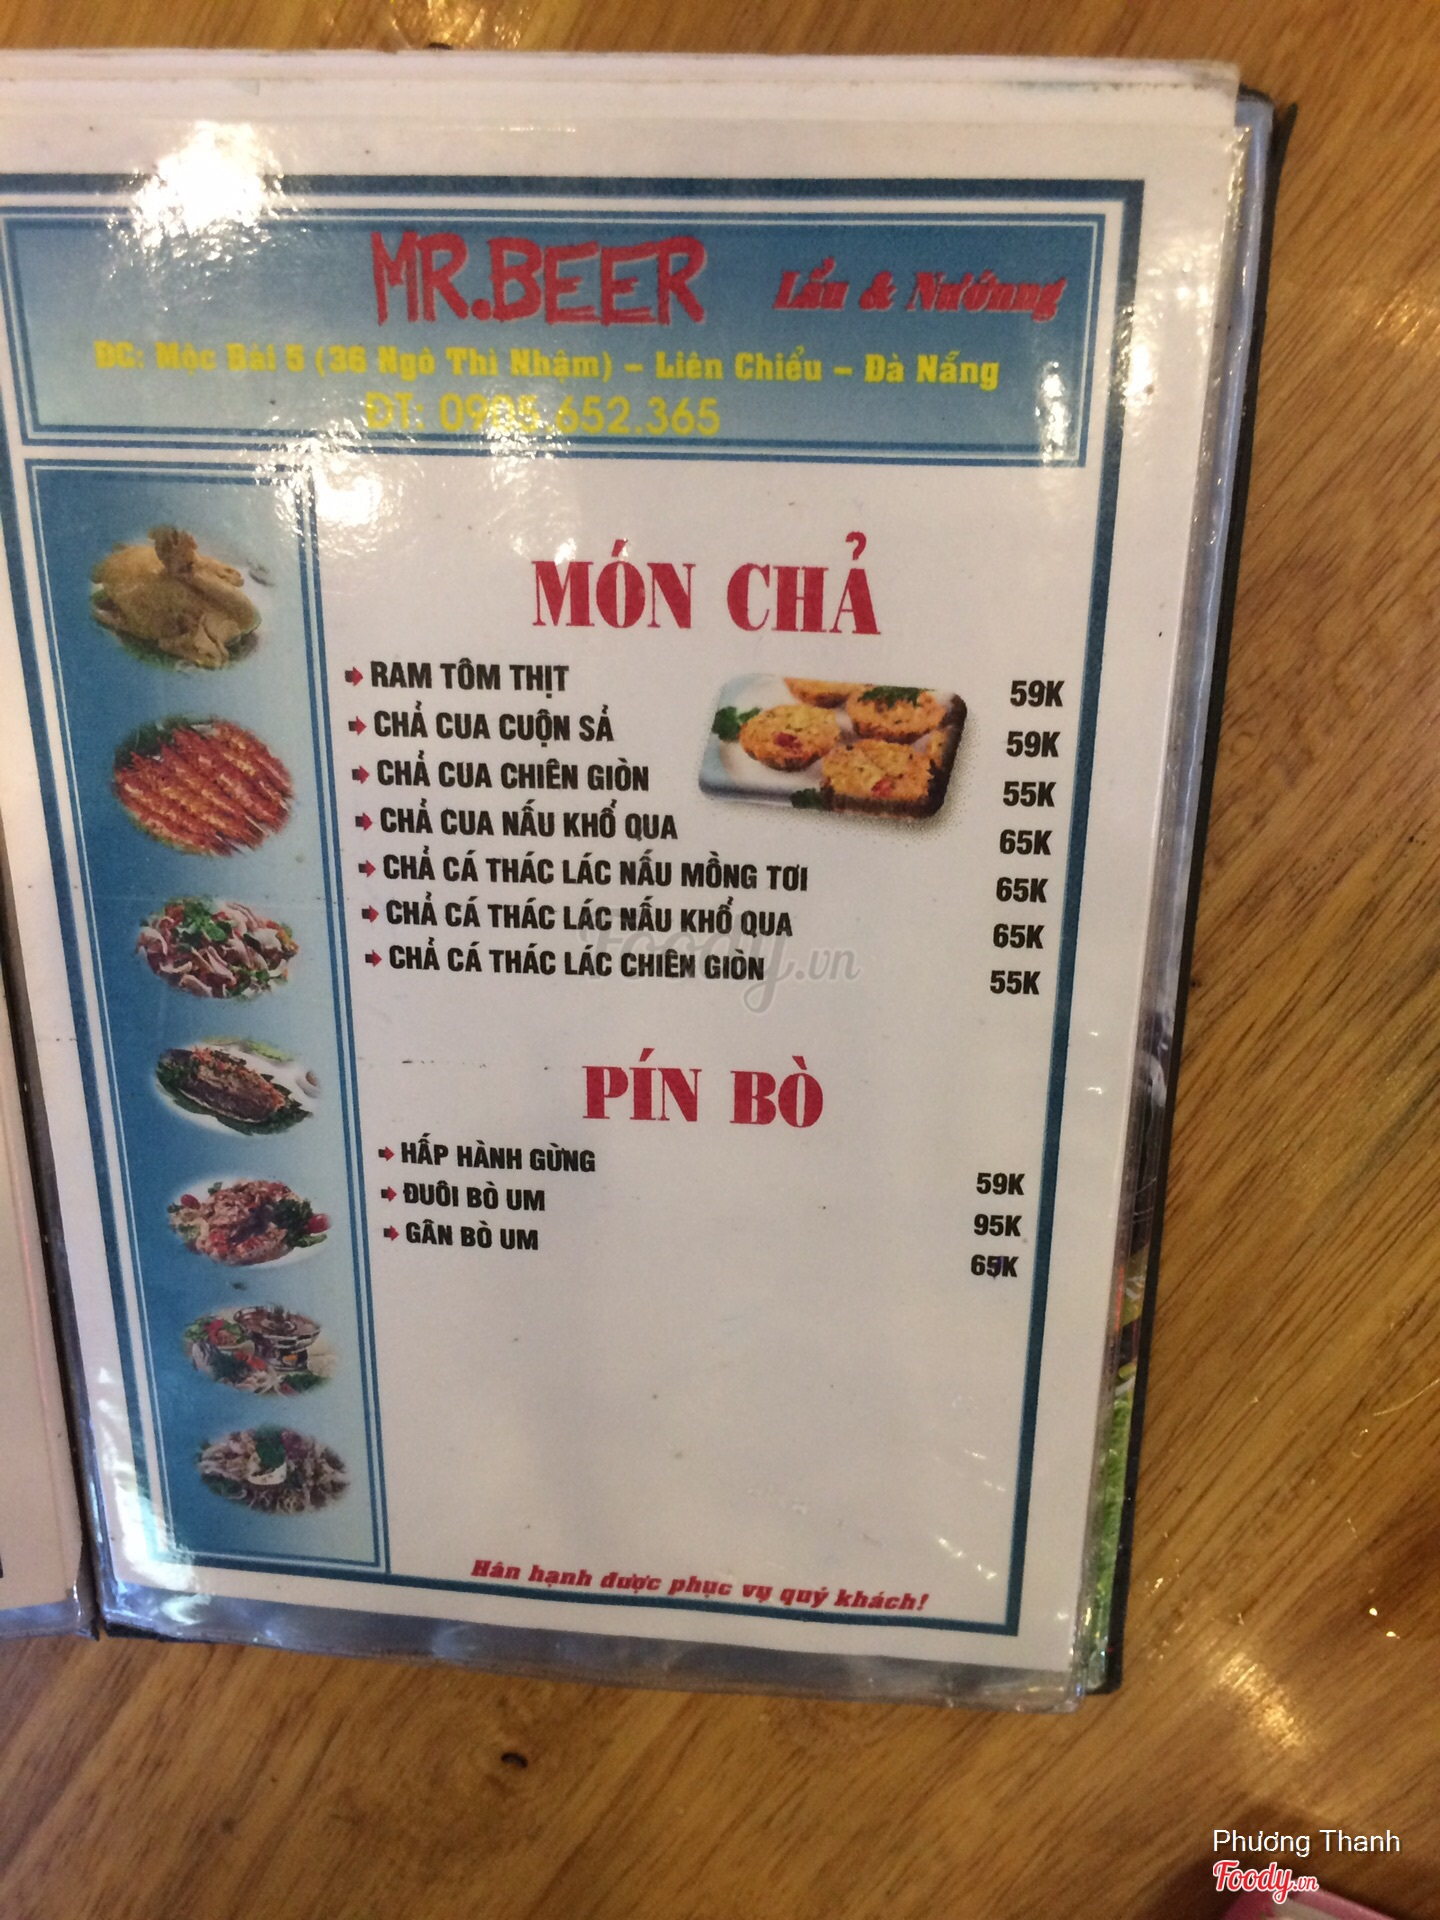 MR.BEER Lẩu & Nướnng
ĐC: Mộc Bài 5 (36 Ngô Thì Nhậm) – Liên Chiểu – Đà Nẵng
ĐT: 0905.652.365
MÓN CHẢ
RAM TÔM THỊT 59K
CHẢ CUA CUỘN SẢ 59K
CHẢ CUA CHIÊN GIÒN 55K
CHẢ CUA NẤU KHỔ QUA 65K
CHẢ CÁ THÁC LÁC NẤU MỒNG TƠI 65K
CHẢ CÁ THÁC LÁC NẤU KHỔ QUA 65K
CHẢ CÁ THÁC LÁC CHIÊN GIÒN 55K
Foody.vn
PÍN BÒ
HẤP HÀNH GỪNG 59K
ĐUÔI BÒ UM 95K
GÂN BÒ UM 65K
Hân hạnh được phục vụ quý khách!
Phương Thanh
Foody.vn